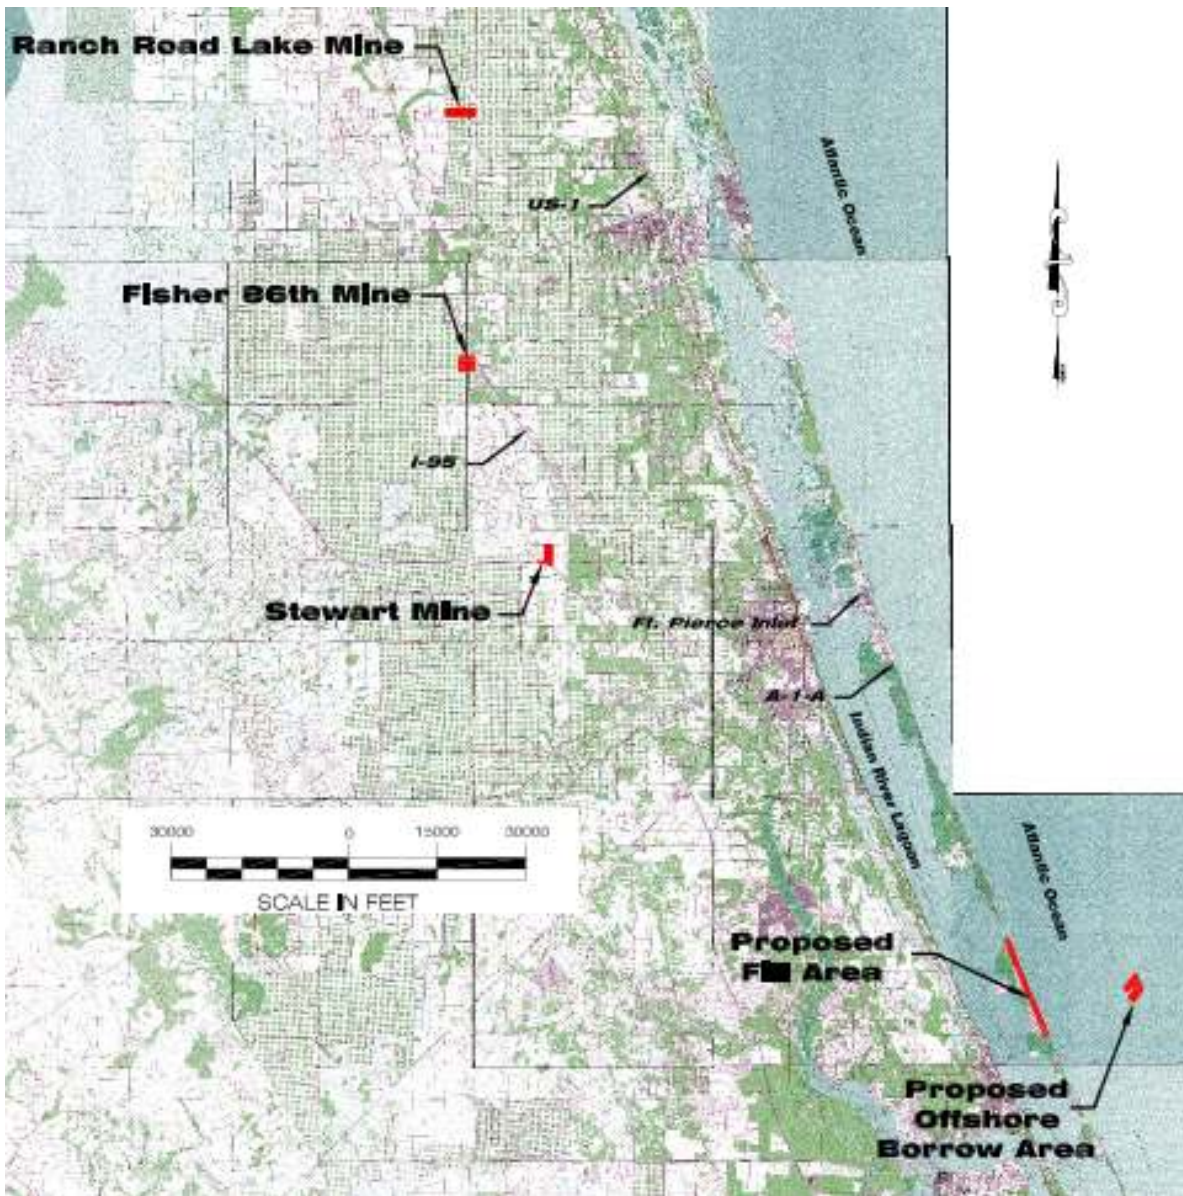 Ranch Road Lake Mine
Atlantic Ocean
US-1
Fisher 86th Mine
I-95
Stewart Mine
Ft. Pierce Inlet
A-1-A
Indian River Lagoon
30000 0 15000 30000
SCALE IN FEET
Atlantic Ocean
Proposed
Fill Area
Proposed
Offshore
Borrow Area